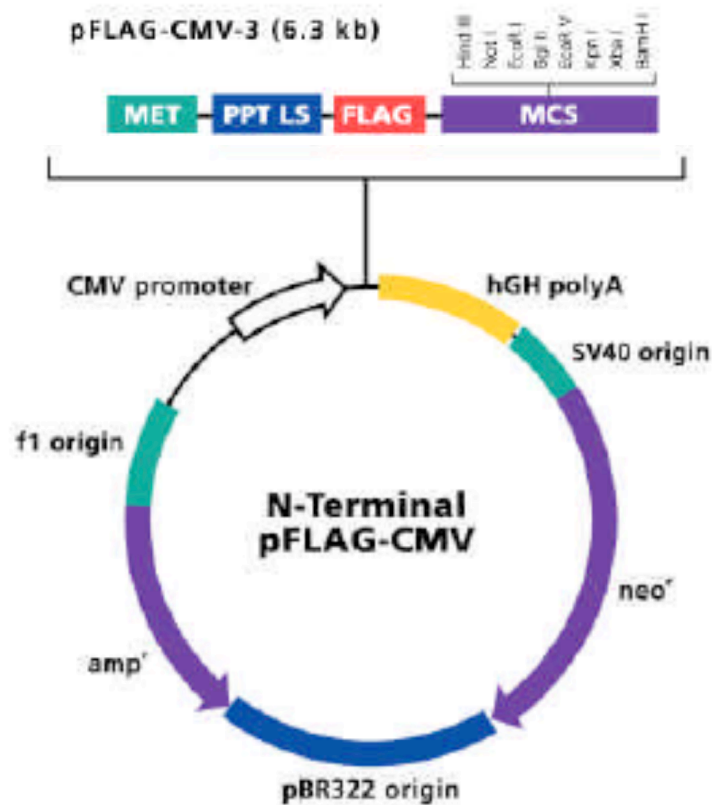 pFLAG-CMV-3 (6.3 kb)
Hind III
Not I
EcoR I
Bgl II
EcoR V
Kpn I
Xba I
BamH I
MET
PPT LS
FLAG
MCS
CMV promoter
hGH polyA
SV40 origin
f1 origin
N-Terminal
pFLAG-CMV
neoʳ
ampʳ
pBR322 origin